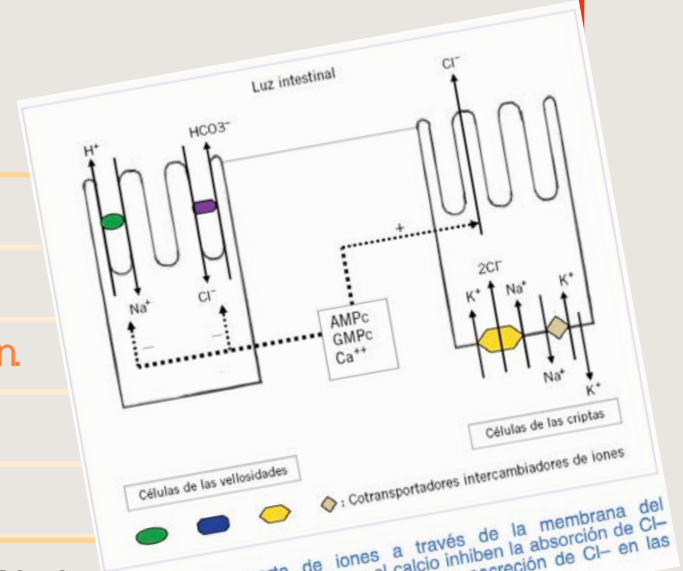 Luz intestinal
H⁺
HCO3⁻
Cl⁻
Na⁺
Cl⁻
+
AMPc
GMPc
Ca⁺⁺
K⁺
2Cl⁻
Na⁺
K⁺
Na⁺
K⁺
Células de las criptas
Células de las vellosidades
: Cotransportadores intercambiadores de iones
n.
de iones a través de la membrana del
el calcio inhiben la absorción de Cl–
secreción de Cl– en las